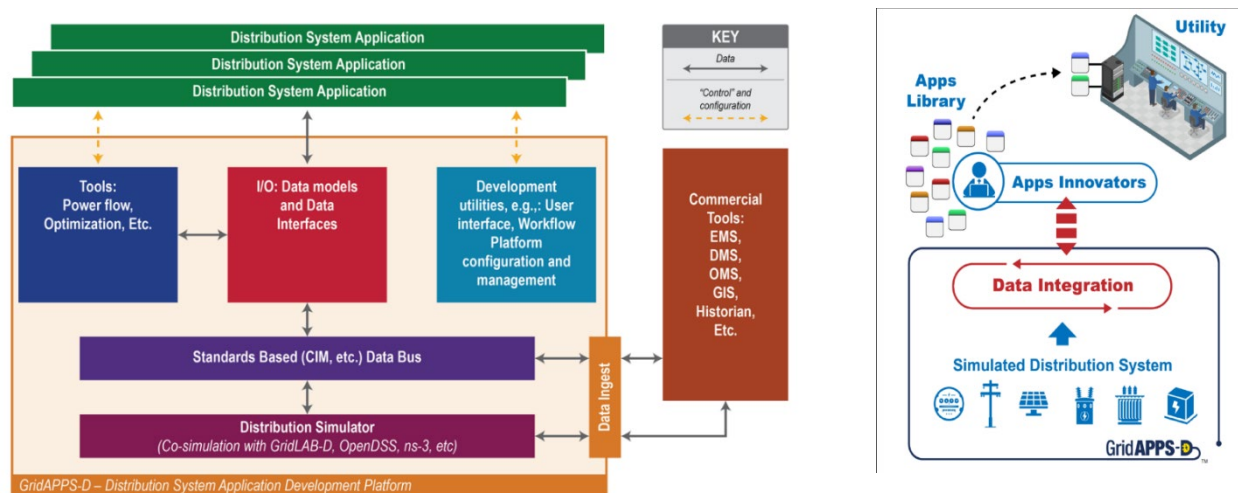 Distribution System Application
Distribution System Application
Distribution System Application
KEY
Data
"Control" and
configuration
Tools:
Power flow,
Optimization, Etc.
I/O: Data models
and Data
Interfaces
Development
utilities, e.g.,: User
interface, Workflow
Platform
configuration and
management
Commercial
Tools:
EMS,
DMS,
OMS,
GIS,
Historian,
Etc.
Standards Based (CIM, etc.) Data Bus
Data Ingest
Distribution Simulator
(Co-simulation with GridLAB-D, OpenDSS, ns-3, etc)
GridAPPS-D – Distribution System Application Development Platform
Utility
Apps
Library
Apps Innovators
Data Integration
Simulated Distribution System
GridAPPS-D™